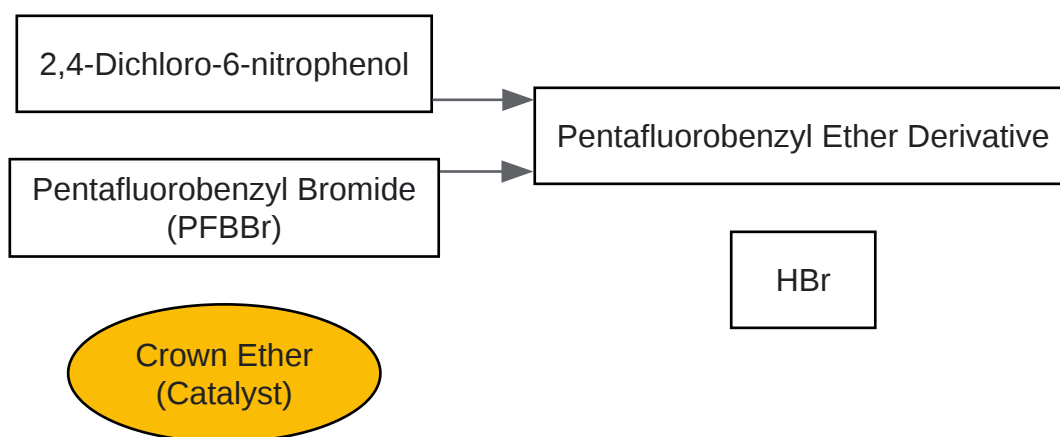 2,4-Dichloro-6-nitrophenol
Pentafluorobenzyl Bromide
(PFBBr)
Pentafluorobenzyl Ether Derivative
HBr
Crown Ether
(Catalyst)